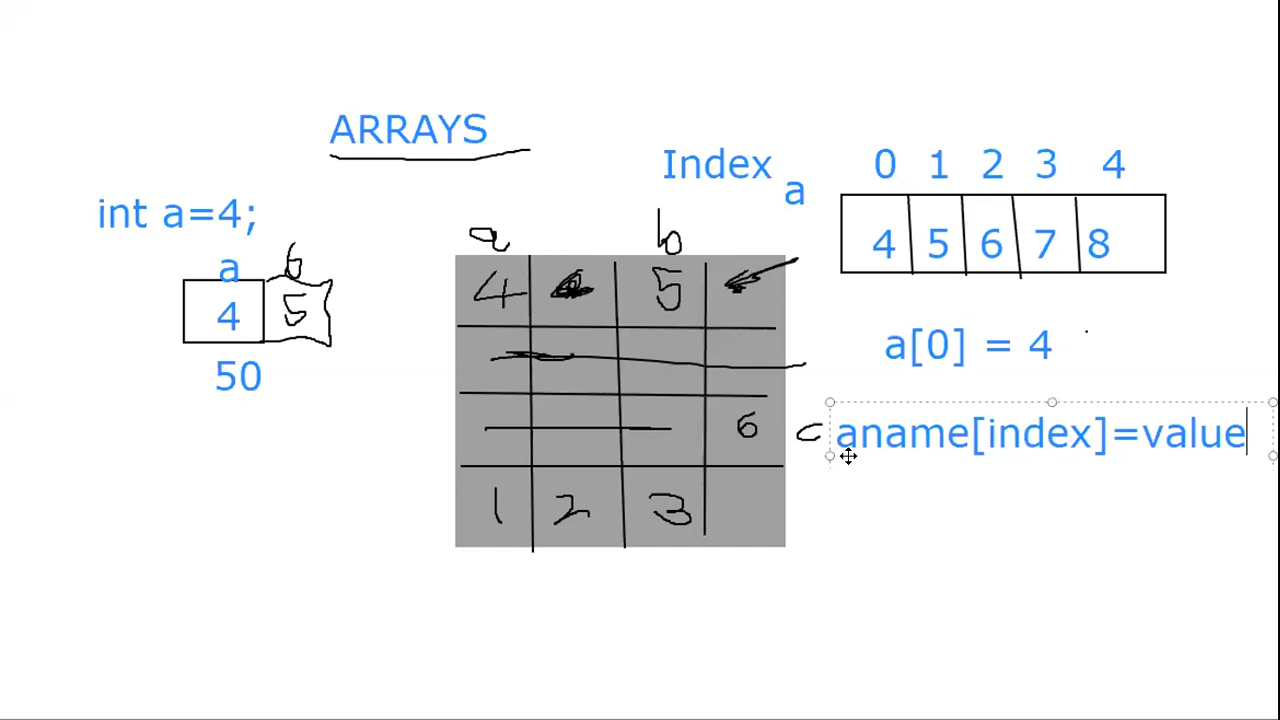 ARRAYS
int a=4;
a 6
4 5
50
a b
4 5
6 c
1 2 3
Index 0 1 2 3 4
a
4 5 6 7 8
a[0] = 4
aname[index]=value